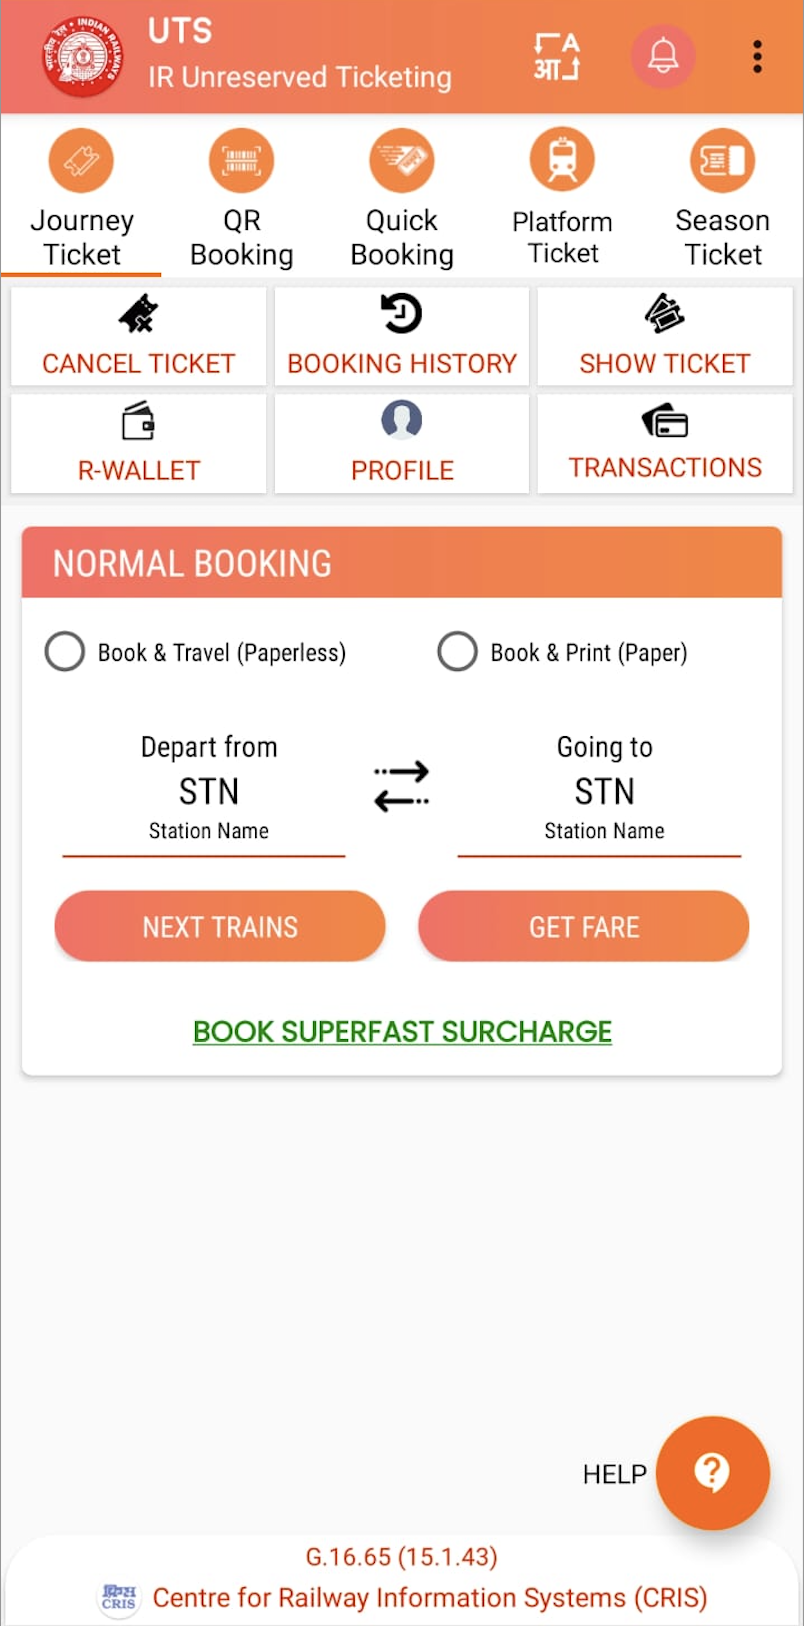 UTS
IR Unreserved Ticketing
A
आ
Journey
Ticket
QR
Booking
Quick
Booking
Platform
Ticket
Season
Ticket
CANCEL TICKET
BOOKING HISTORY
SHOW TICKET
R-WALLET
PROFILE
TRANSACTIONS
NORMAL BOOKING
Book & Travel (Paperless)
Book & Print (Paper)
Depart from
STN
Station Name
Going to
STN
Station Name
NEXT TRAINS
GET FARE
BOOK SUPERFAST SURCHARGE
HELP
G.16.65 (15.1.43)
क्रिस
CRIS
Centre for Railway Information Systems (CRIS)
INDIAN RAILWAYS
भारतीय रेल